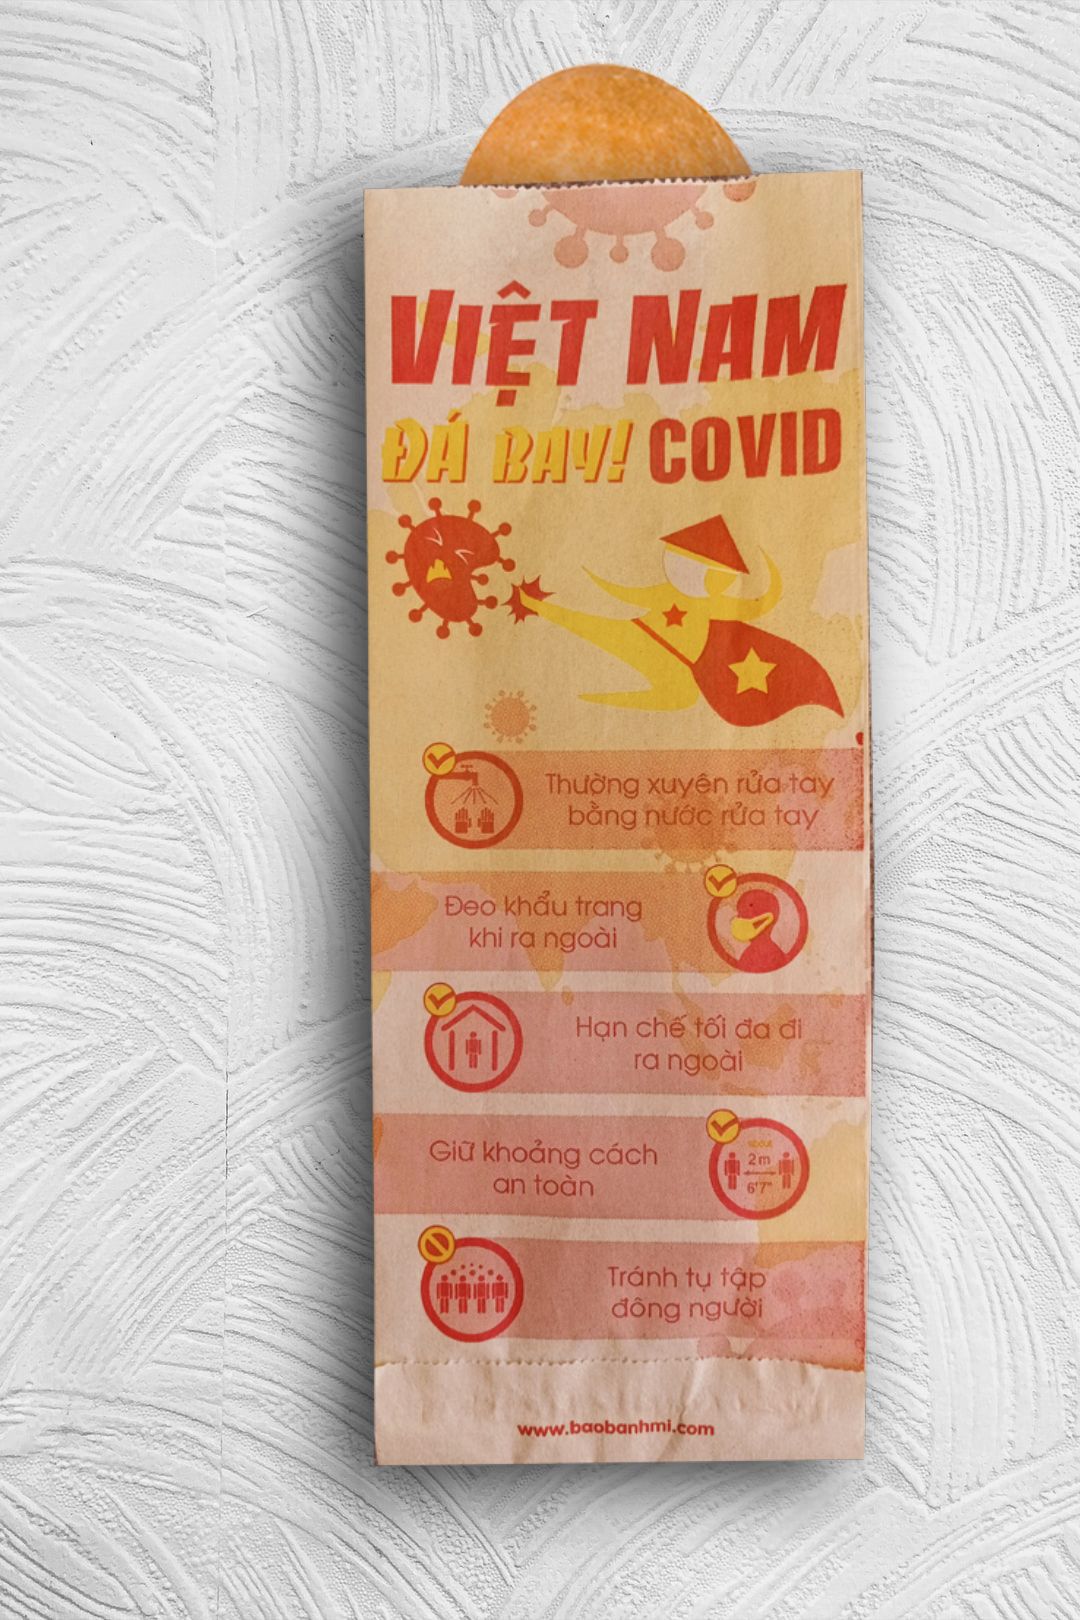 VIỆT NAM
ĐÁ BAY! COVID
Thường xuyên rửa tay
bằng nước rửa tay
Đeo khẩu trang
khi ra ngoài
Hạn chế tối đa đi
ra ngoài
Giữ khoảng cách
an toàn
about
2m
6'7"
Tránh tụ tập
đông người
www.baobanhmi.com